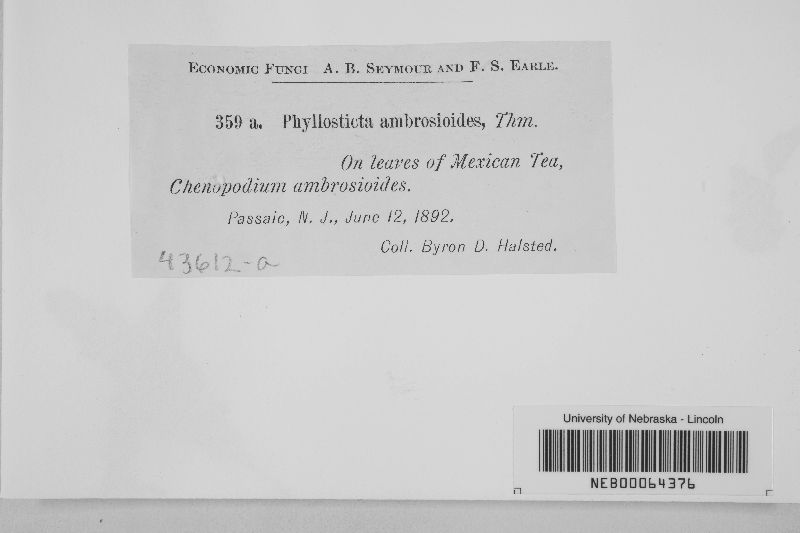 ECONOMIC FUNGI A. B. SEYMOUR AND F. S. EARLE.
359 a. Phyllosticta ambrosioides, Thm.
On leaves of Mexican Tea,
Chenopodium ambrosioides.
Passaic, N. J., June 12, 1892.
Coll. Byron D. Halsted.
43612-a
University of Nebraska - Lincoln
NEB00064376